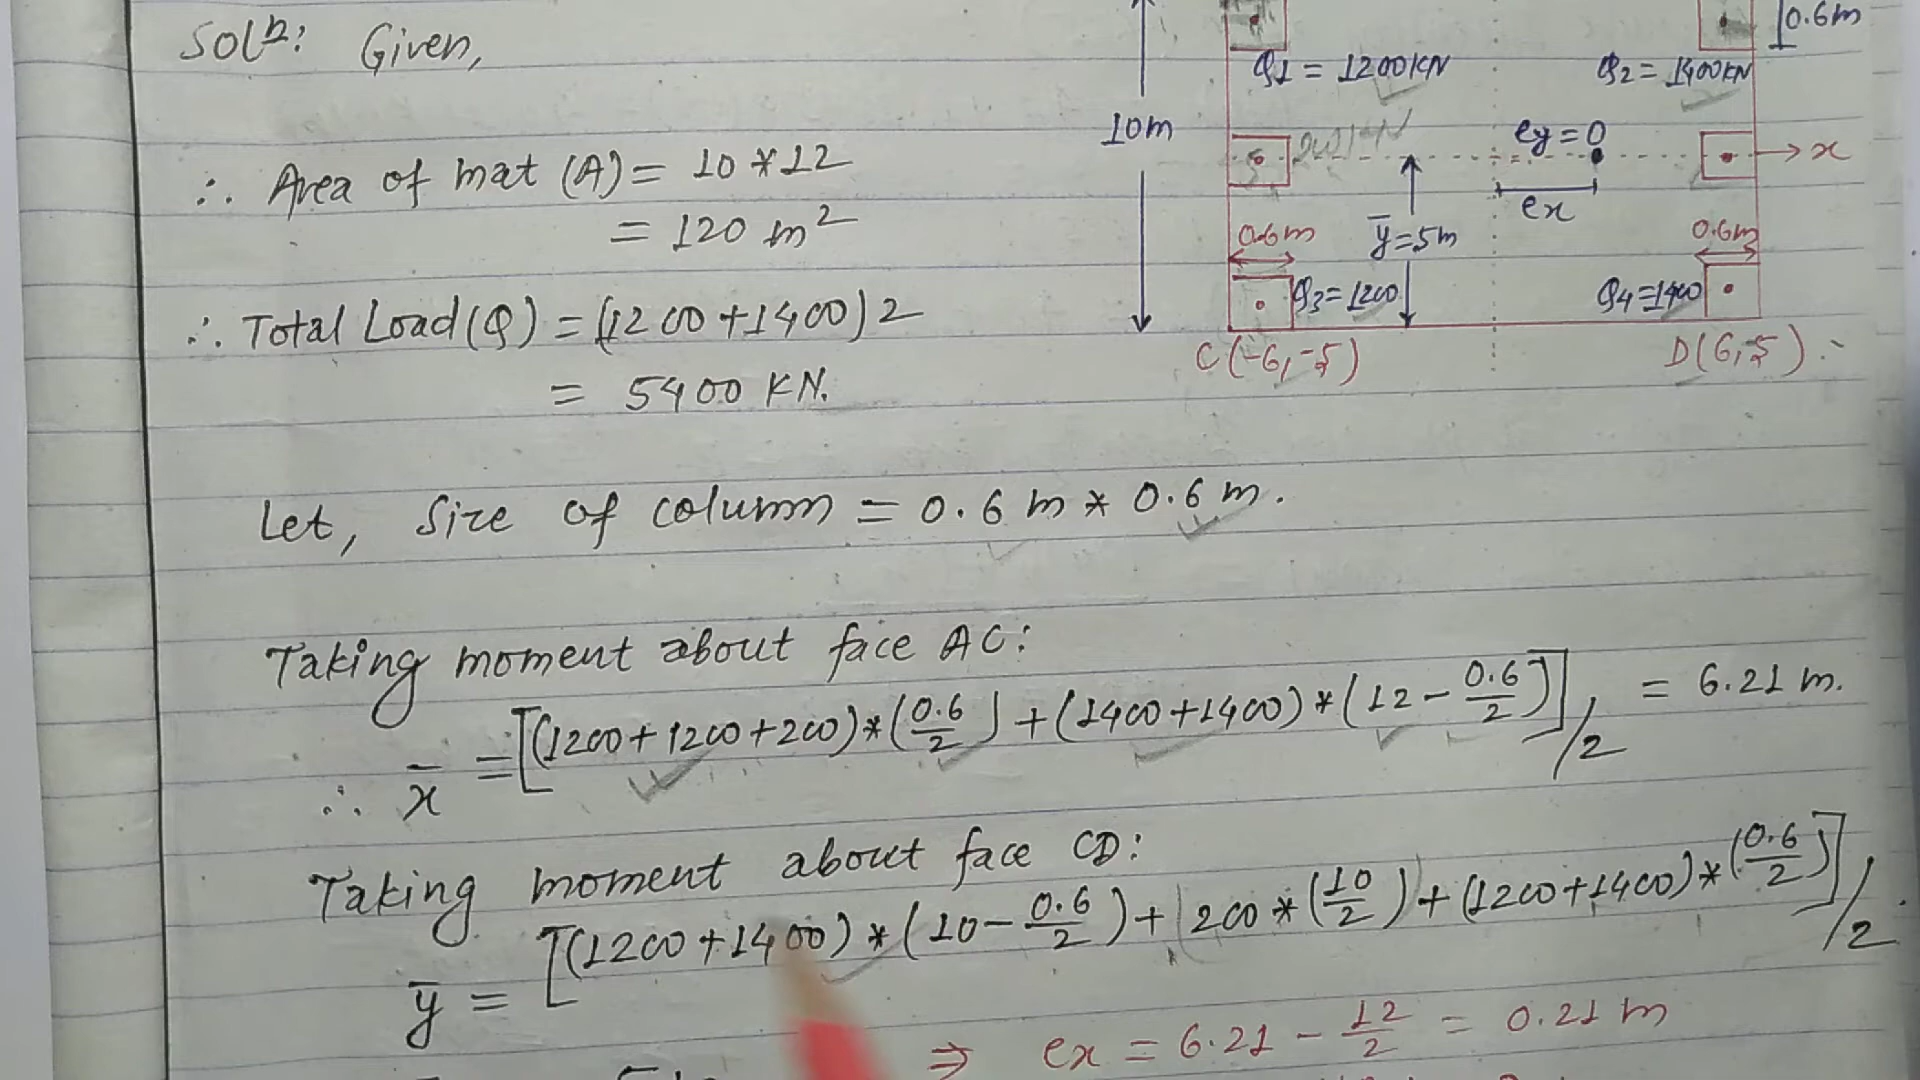 Solⁿ: Given,
∴ Area of mat (A) = 10 * 12
= 120 m²
∴ Total Load (Q) = (1200 + 1400) 2
= 5400 KN.
Let, Size of column = 0.6 m * 0.6 m.
Taking moment about face AC:
∴ x̄ = [(1200 + 1200 + 200) * (0.6/2) + (1400 + 1400) * (12 - 0.6/2)] / 2 = 6.21 m.
Taking moment about face CD:
ȳ = [(1200 + 1400) * (10 - 0.6/2) + (200 * (10/2) + (1200 + 1400) * (0.6/2)] / 2
⇒ ex = 6.21 - 12/2 = 0.21 m
0.6m
Q1 = 1200KN
Q2 = 1400KN
10m
ey = 0
x
ex
0.6m
ȳ = 5m
0.6m
Q3 = 1200
Q4 = 1400
C (-6, -5)
D (6, -5)